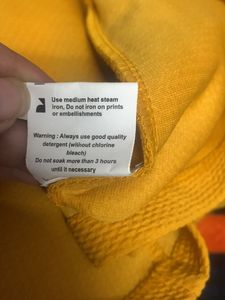 Use medium heat steam
iron, Do not iron on prints
or embellishments
Warning : Always use good quality
detergent (wilhout chlorine
bleach)
Do not soak more than 3 hours
until it necessary